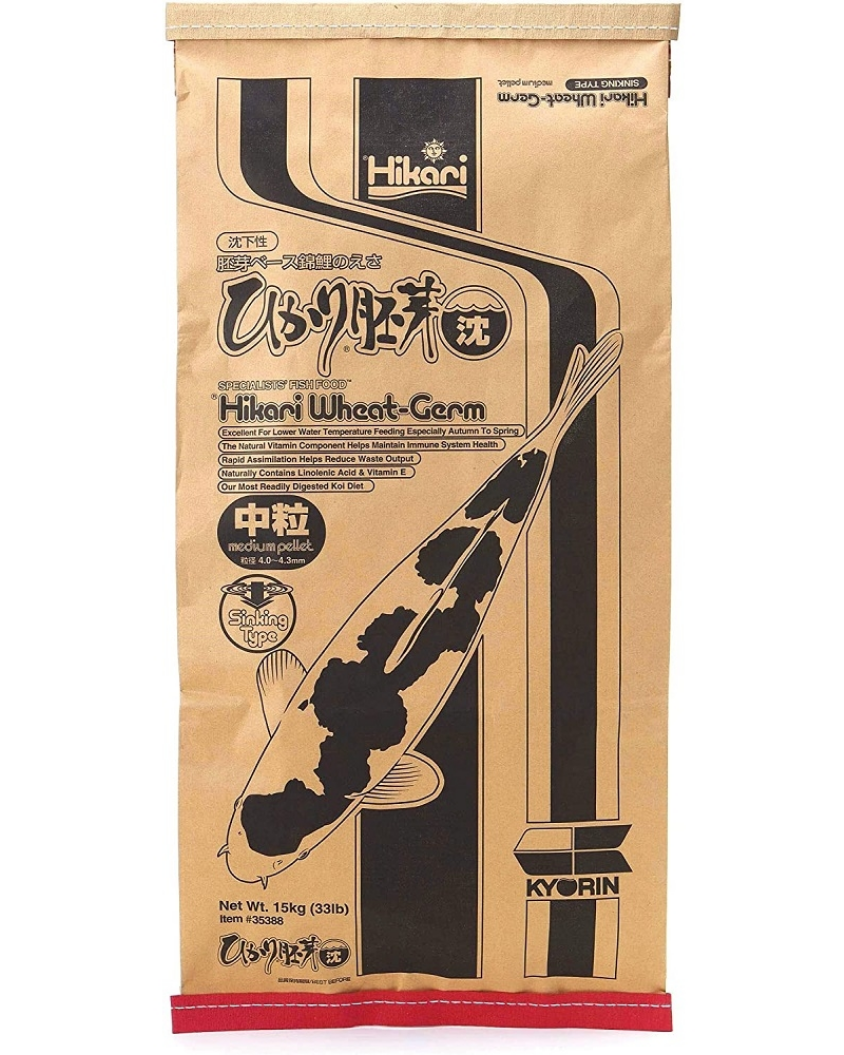 Hikari Wheat-Germ
SINKING TYPE medium pellet
Hikari
沈下性
胚芽ベース錦鯉のえさ
ひかり胚芽 沈
®
SPECIALISTS' FISH FOOD™
®Hikari Wheat-Germ
Excellent For Lower Water Temperature Feeding Especially Autumn To Spring
The Natural Vitamin Component Helps Maintain Immune System Health
Rapid Assimilation Helps Reduce Waste Output
Naturally Contains Linolenic Acid & Vitamin E
Our Most Readily Digested Koi Diet
中粒
medium pellet
粒径 4.0~4.3mm
Sinking
Type
KYORIN
Net Wt. 15kg (33lb)
Item #35388
ひかり胚芽 沈
/BEST BEFORE